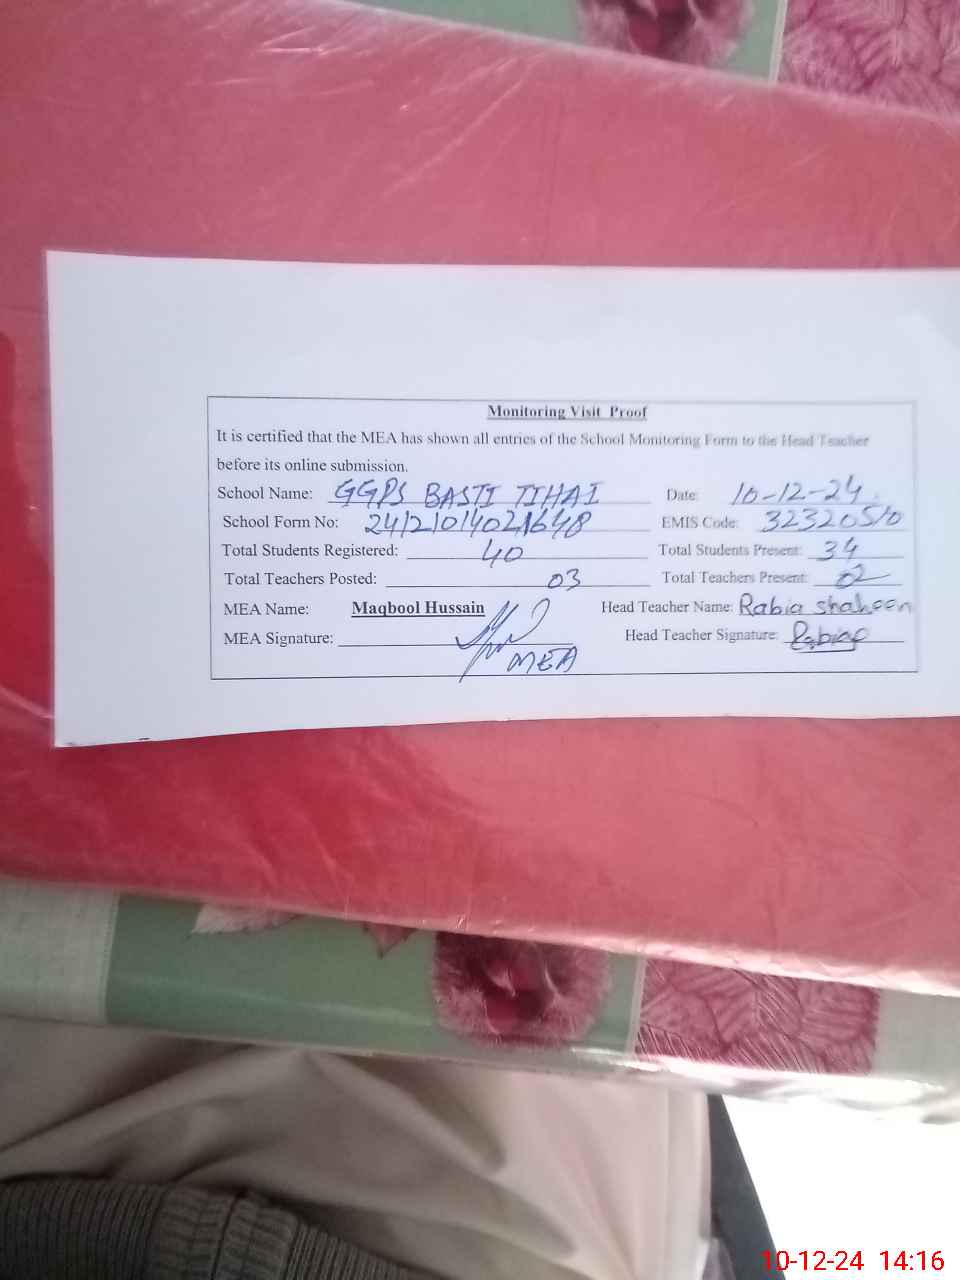 Monitoring Visit Proof
It is certified that the MEA has shown all entries of the School Monitoring Form to the Head Teacher
before its online submission.
School Name: GGPS BASTI TIHAI Date: 10-12-24
School Form No: 24121014021648 EMIS Code: 32320510
Total Students Registered: 40 Total Students Present: 34
Total Teachers Posted: 03 Total Teachers Present: 02
MEA Name: Maqbool Hussain Head Teacher Name: Rabia shaheen
MEA Signature: MEA Head Teacher Signature: Rabia
10-12-24 14:16